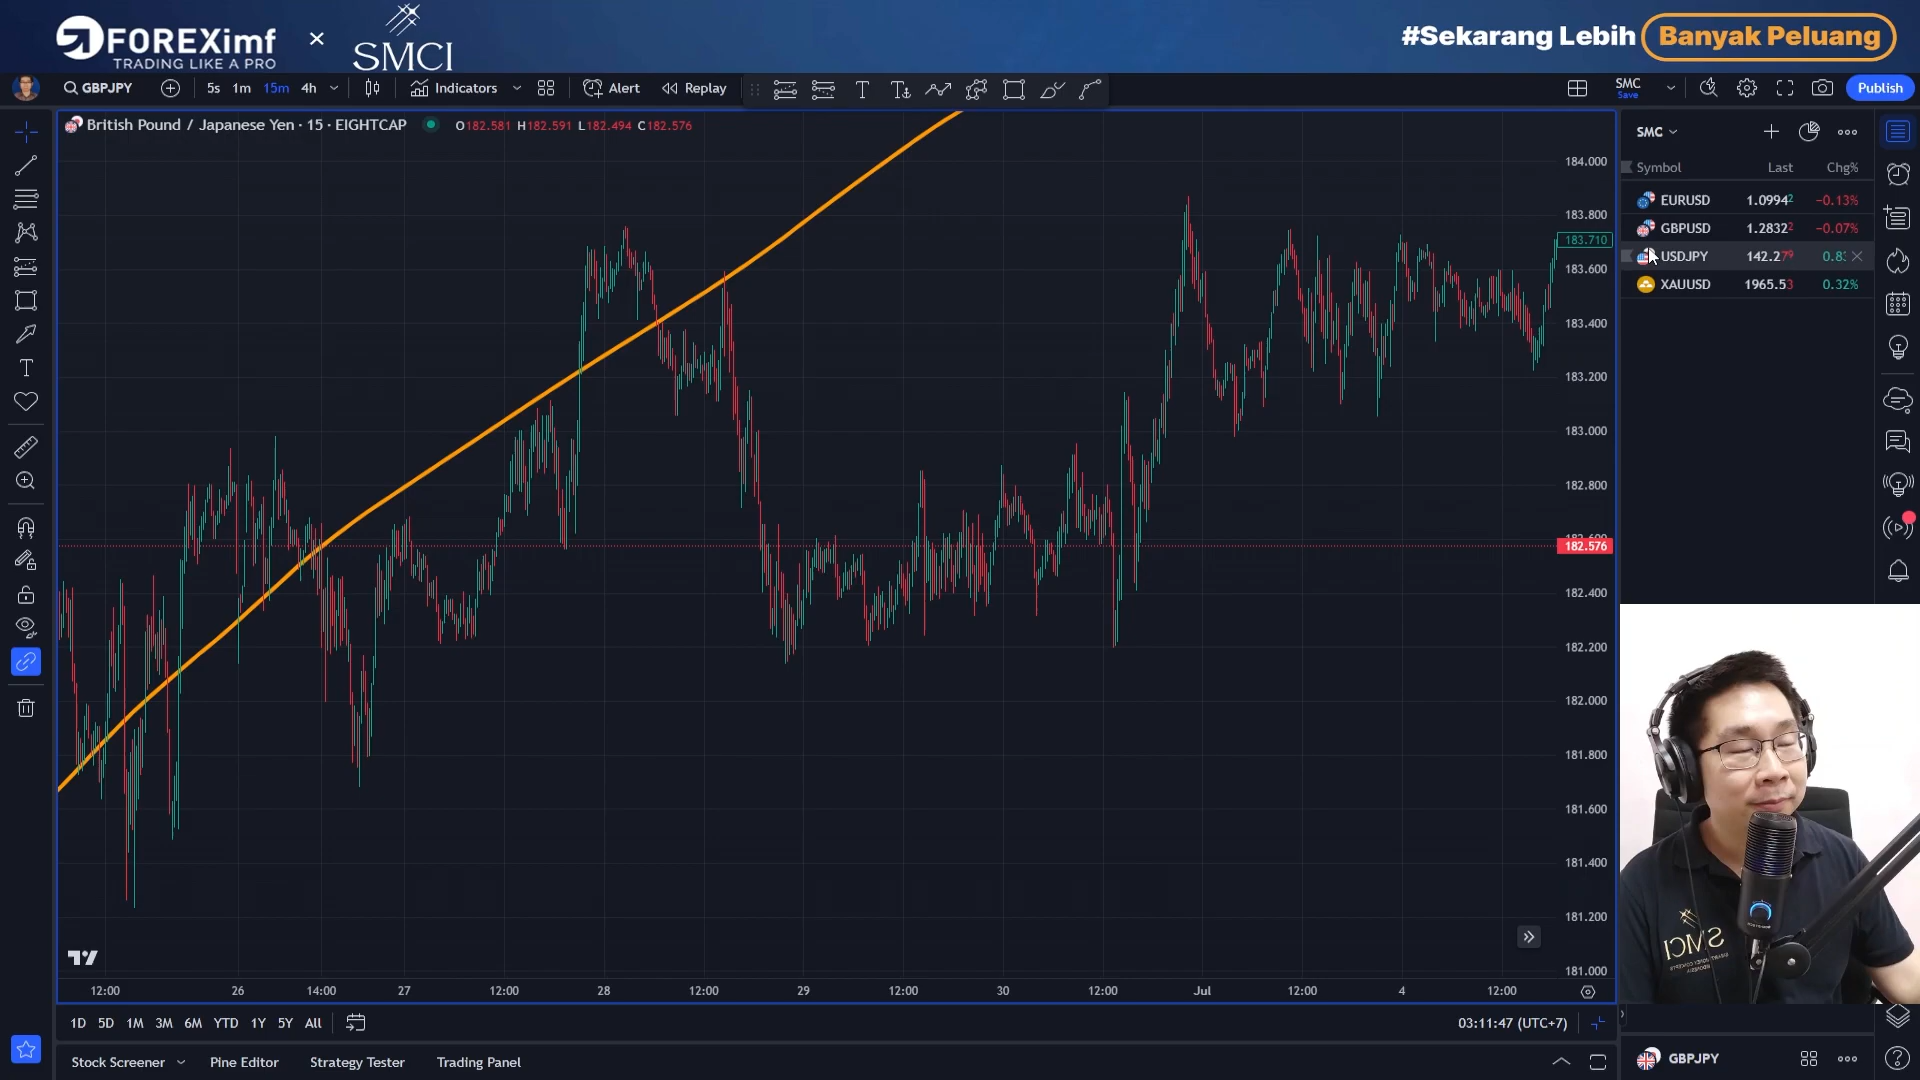 FOREXimf
TRADING LIKE A PRO
×
SMCI
#Sekarang Lebih Banyak Peluang
GBPJPY
5s 1m 15m 4h
Indicators
Alert
Replay
SMC
Save
Publish
British Pound / Japanese Yen · 15 · EIGHTCAP
O182.581 H182.591 L182.494 C182.576
SMC
Symbol Last Chg%
EURUSD 1.09942 −0.13%
GBPUSD 1.28322 −0.07%
USDJPY 142.279
XAUUSD 1965.53 0.32%
184.000
183.800
183.710
183.600
183.400
183.200
183.000
182.800
182.576
182.400
182.200
182.000
181.800
181.600
181.400
181.200
181.000
12:00 26 14:00 27 12:00 28 12:00 29 12:00 30 12:00 Jul 12:00 4 12:00
1D 5D 1M 3M 6M YTD 1Y 5Y All
03:11:47 (UTC+7)
Stock Screener Pine Editor Strategy Tester Trading Panel
GBPJPY
SMCI